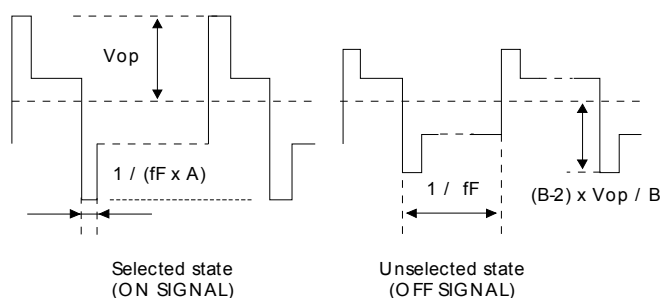 Vop
1 / (fF x A)
1 / fF
(B-2) x Vop / B
Selected state
(ON SIGNAL)
Unselected state
(OFF SIGNAL)